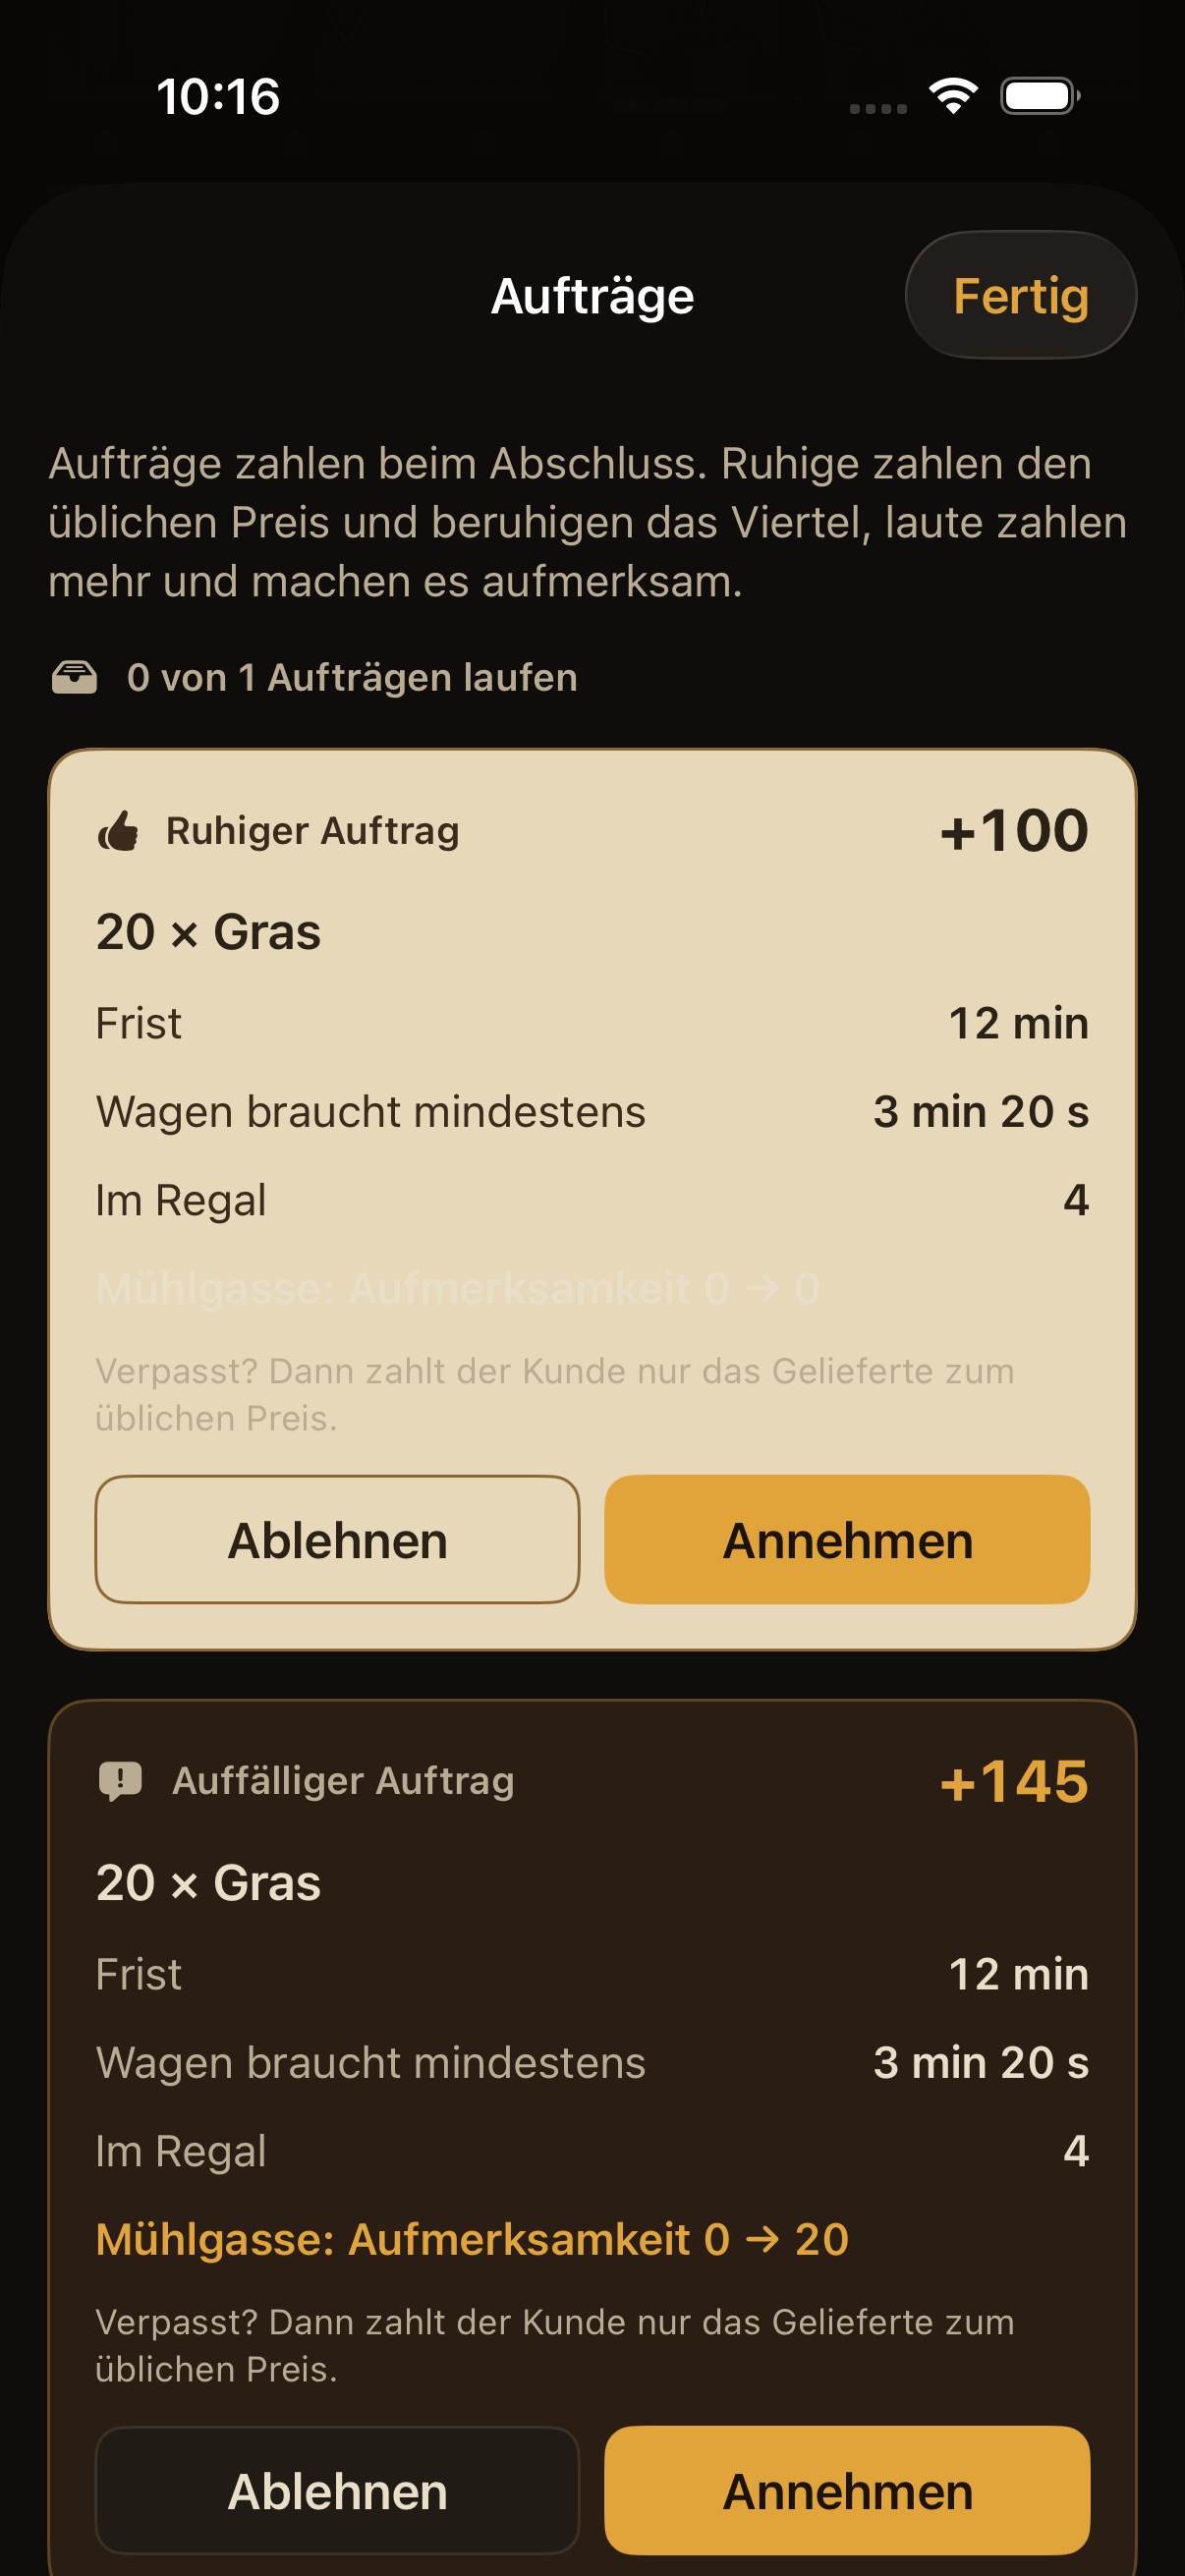 10:16
Aufträge
Fertig
Aufträge zahlen beim Abschluss. Ruhige zahlen den
üblichen Preis und beruhigen das Viertel, laute zahlen
mehr und machen es aufmerksam.
0 von 1 Aufträgen laufen
Ruhiger Auftrag +100
20 × Gras
Frist 12 min
Wagen braucht mindestens 3 min 20 s
Im Regal 4
Mühlgasse: Aufmerksamkeit 0 → 0
Verpasst? Dann zahlt der Kunde nur das Gelieferte zum
üblichen Preis.
Ablehnen Annehmen
Auffälliger Auftrag +145
20 × Gras
Frist 12 min
Wagen braucht mindestens 3 min 20 s
Im Regal 4
Mühlgasse: Aufmerksamkeit 0 → 20
Verpasst? Dann zahlt der Kunde nur das Gelieferte zum
üblichen Preis.
Ablehnen Annehmen